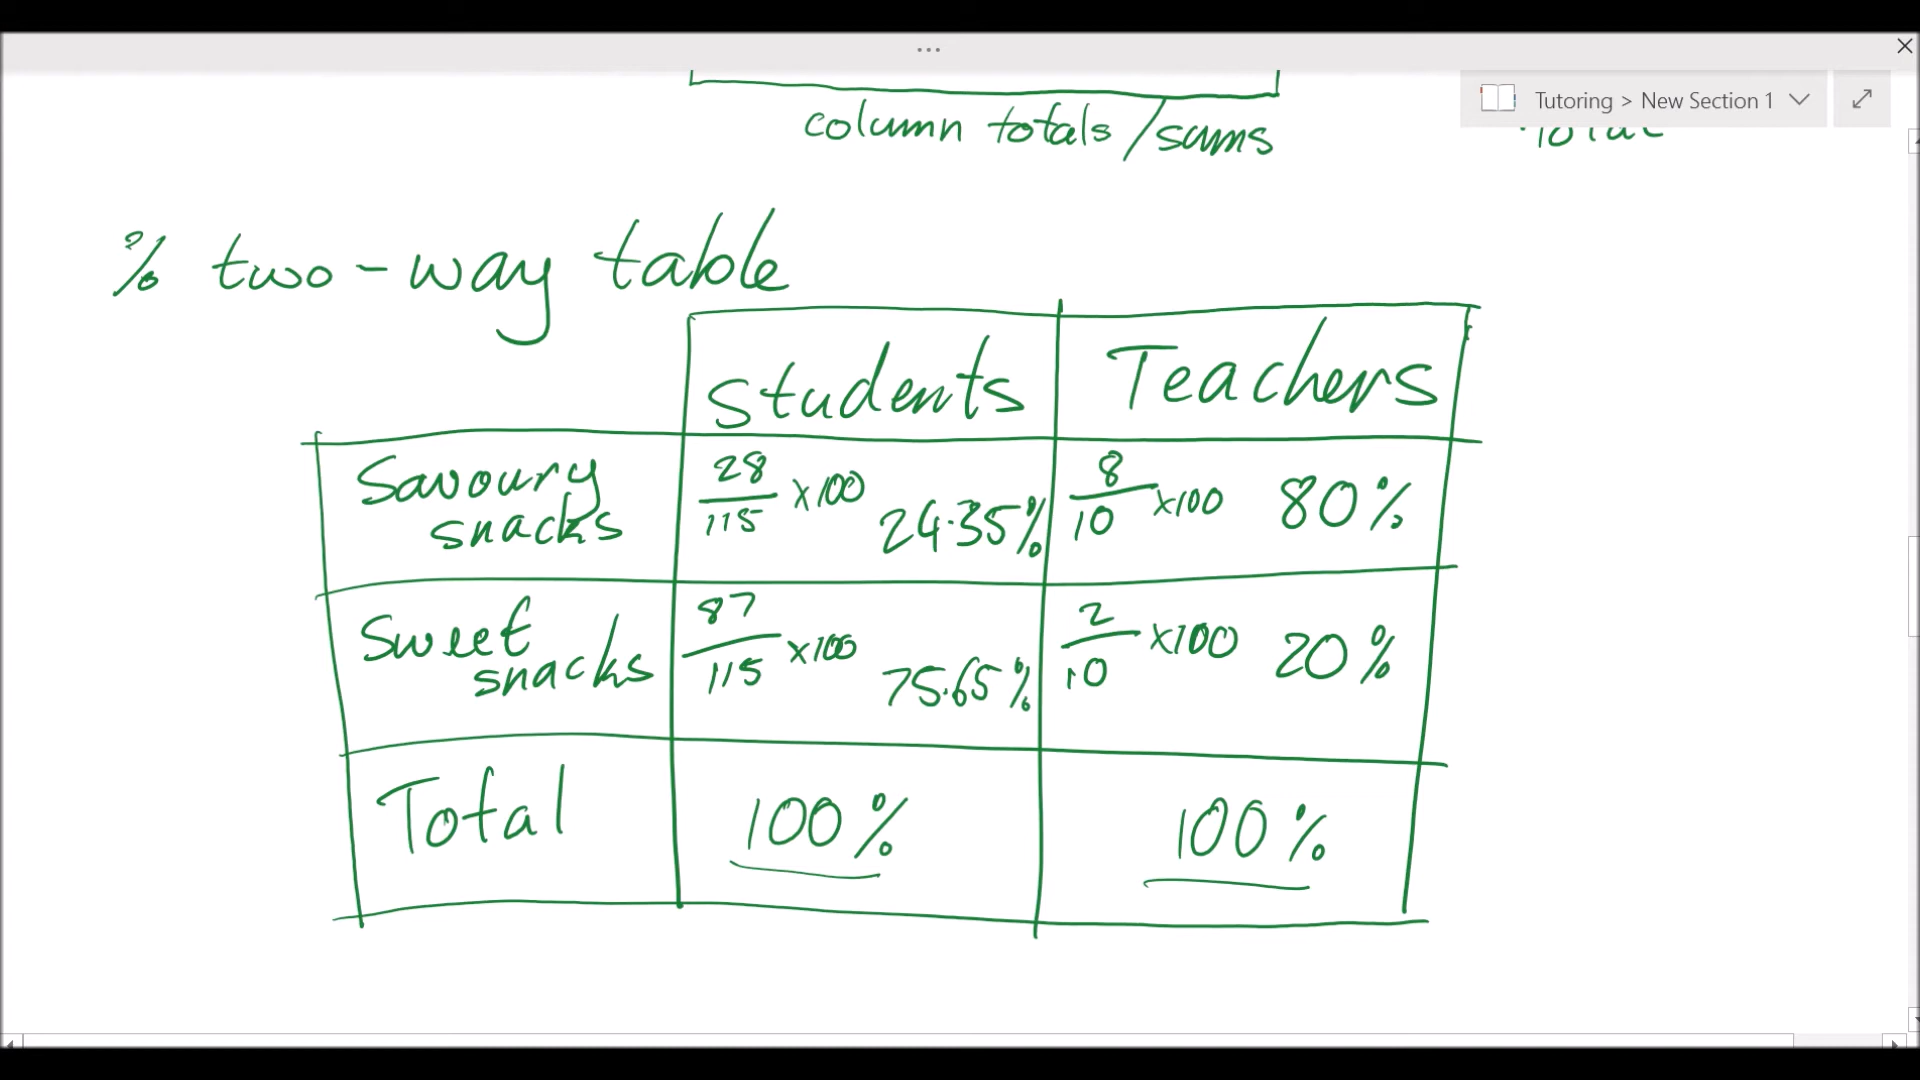 Tutoring > New Section 1
column totals/sums
Total
% two-way table
Students Teachers
Savoury snacks 28/115 x100 24.35% 8/10 x100 80%
Sweet snacks 87/115 x100 75.65% 2/10 x100 20%
Total 100% 100%